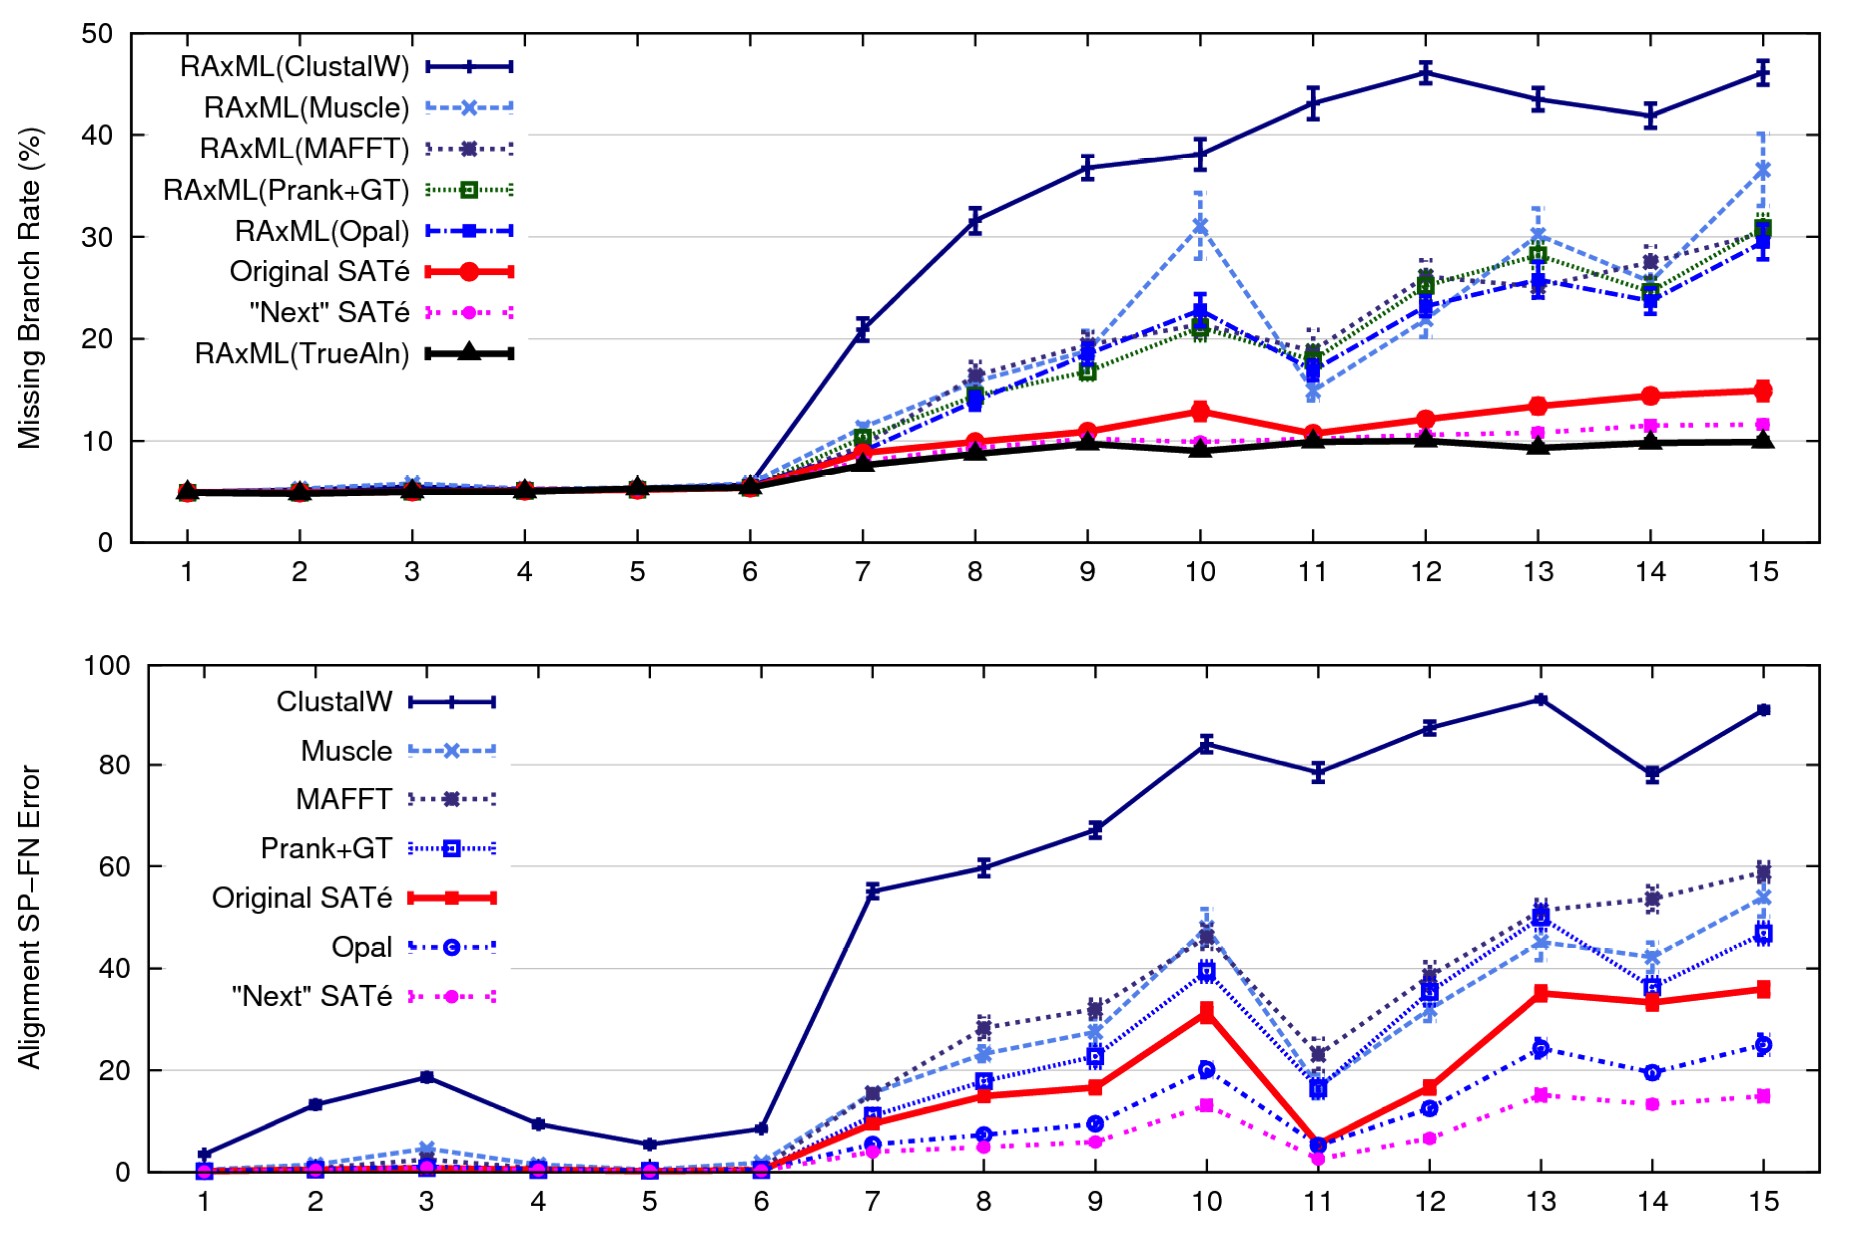 50
40
30
20
10
0
Missing Branch Rate (%)
RAxML(ClustalW)
RAxML(Muscle)
RAxML(MAFFT)
RAxML(Prank+GT)
RAxML(Opal)
Original SATé
"Next" SATé
RAxML(TrueAln)
1 2 3 4 5 6 7 8 9 10 11 12 13 14 15
100
80
60
40
20
0
Alignment SP−FN Error
ClustalW
Muscle
MAFFT
Prank+GT
Original SATé
Opal
"Next" SATé
1 2 3 4 5 6 7 8 9 10 11 12 13 14 15